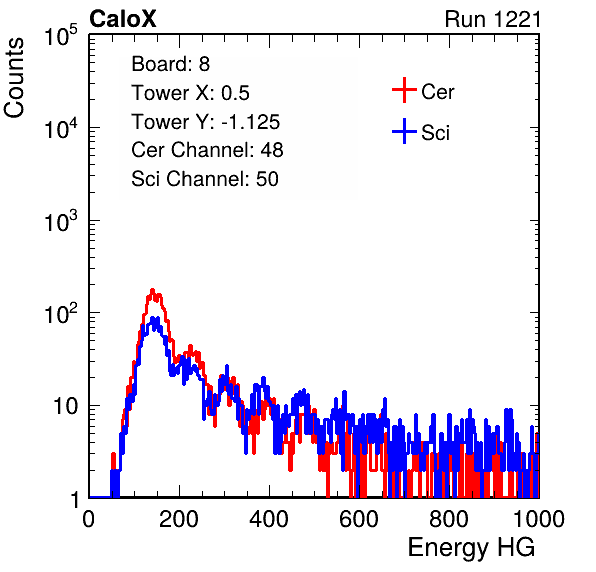 CaloX Run 1221
Counts
Board: 8
Tower X: 0.5
Tower Y: -1.125
Cer Channel: 48
Sci Channel: 50
Cer
Sci
10^5
10^4
10^3
10^2
10
1
0 200 400 600 800 1000
Energy HG